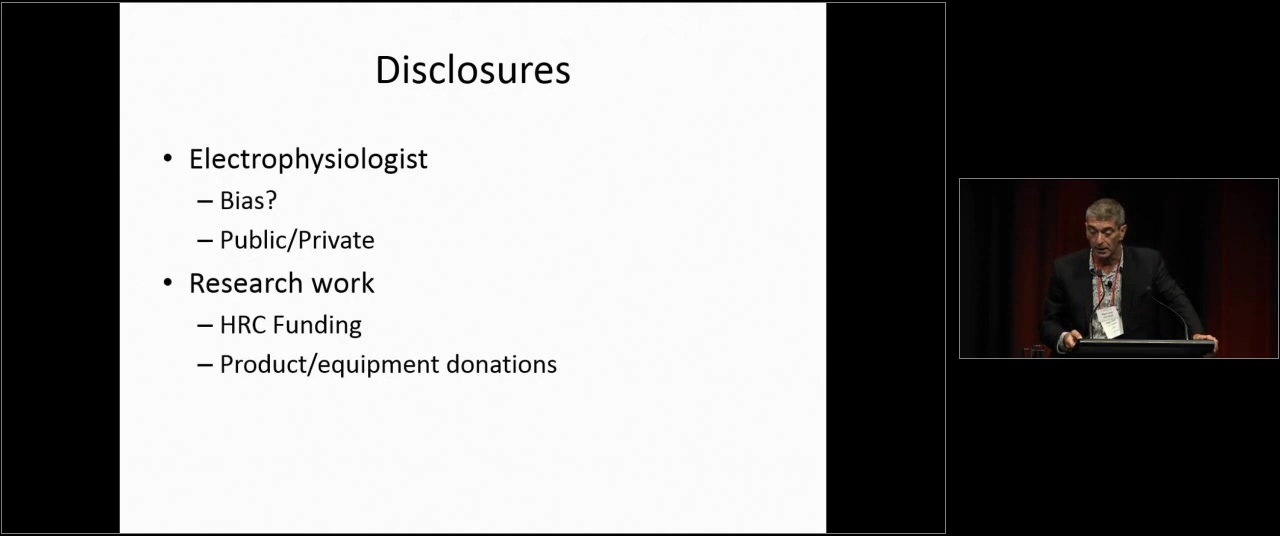 Disclosures
• Electrophysiologist
– Bias?
– Public/Private
• Research work
– HRC Funding
– Product/equipment donations